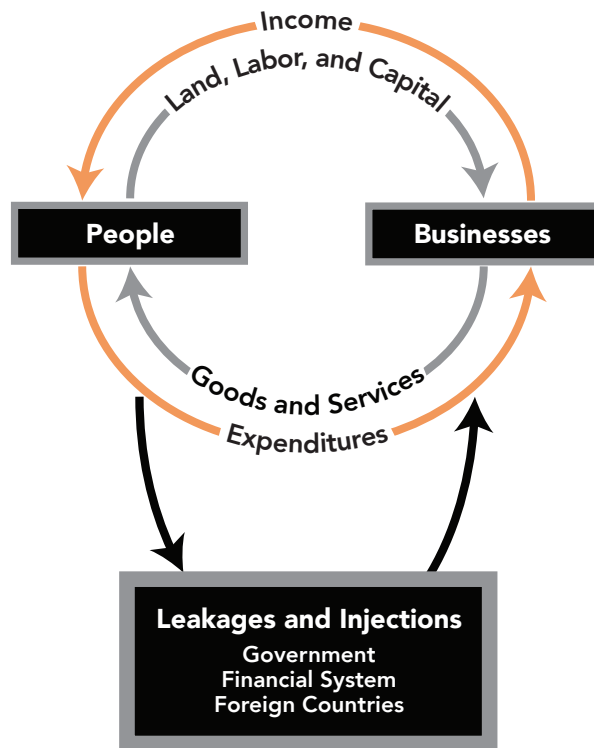 Income
Land, Labor, and Capital
People
Businesses
Goods and Services
Expenditures
Leakages and Injections
Government
Financial System
Foreign Countries